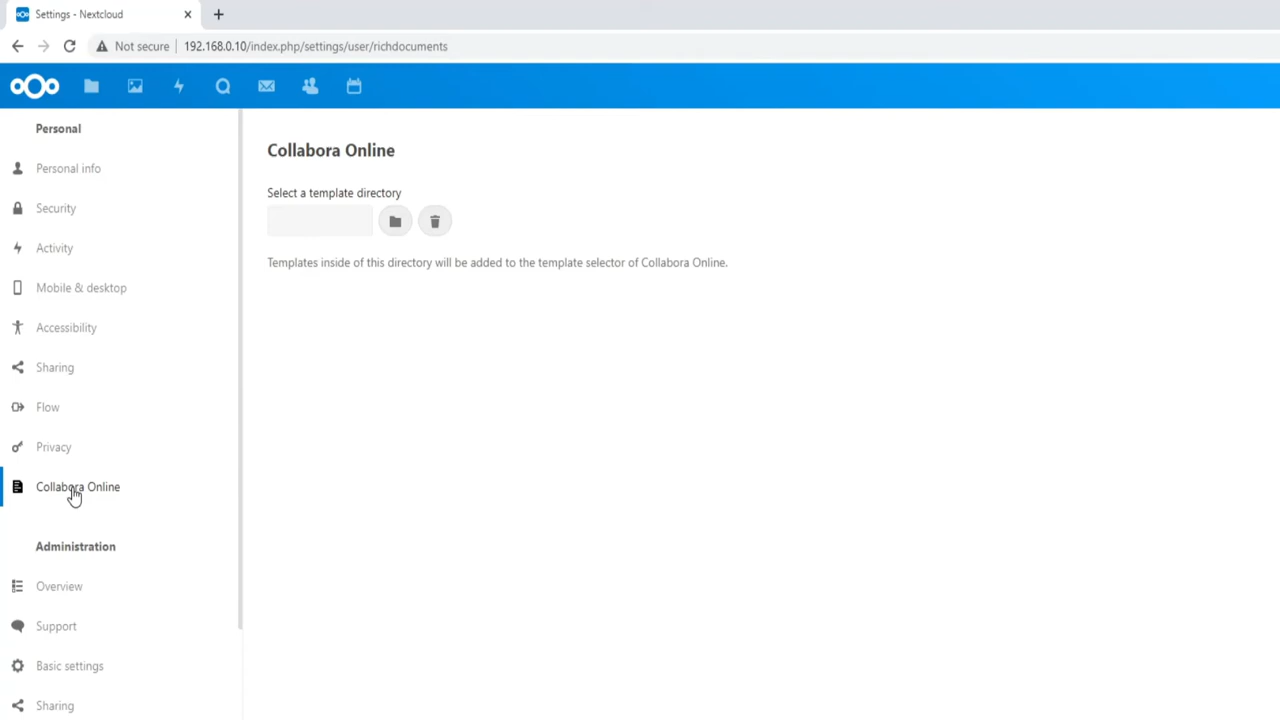 Settings - Nextcloud
Not secure 192.168.0.10/index.php/settings/user/richdocuments
Personal
Personal info
Security
Activity
Mobile & desktop
Accessibility
Sharing
Flow
Privacy
Collabora Online
Administration
Overview
Support
Basic settings
Sharing
Collabora Online
Select a template directory
Templates inside of this directory will be added to the template selector of Collabora Online.